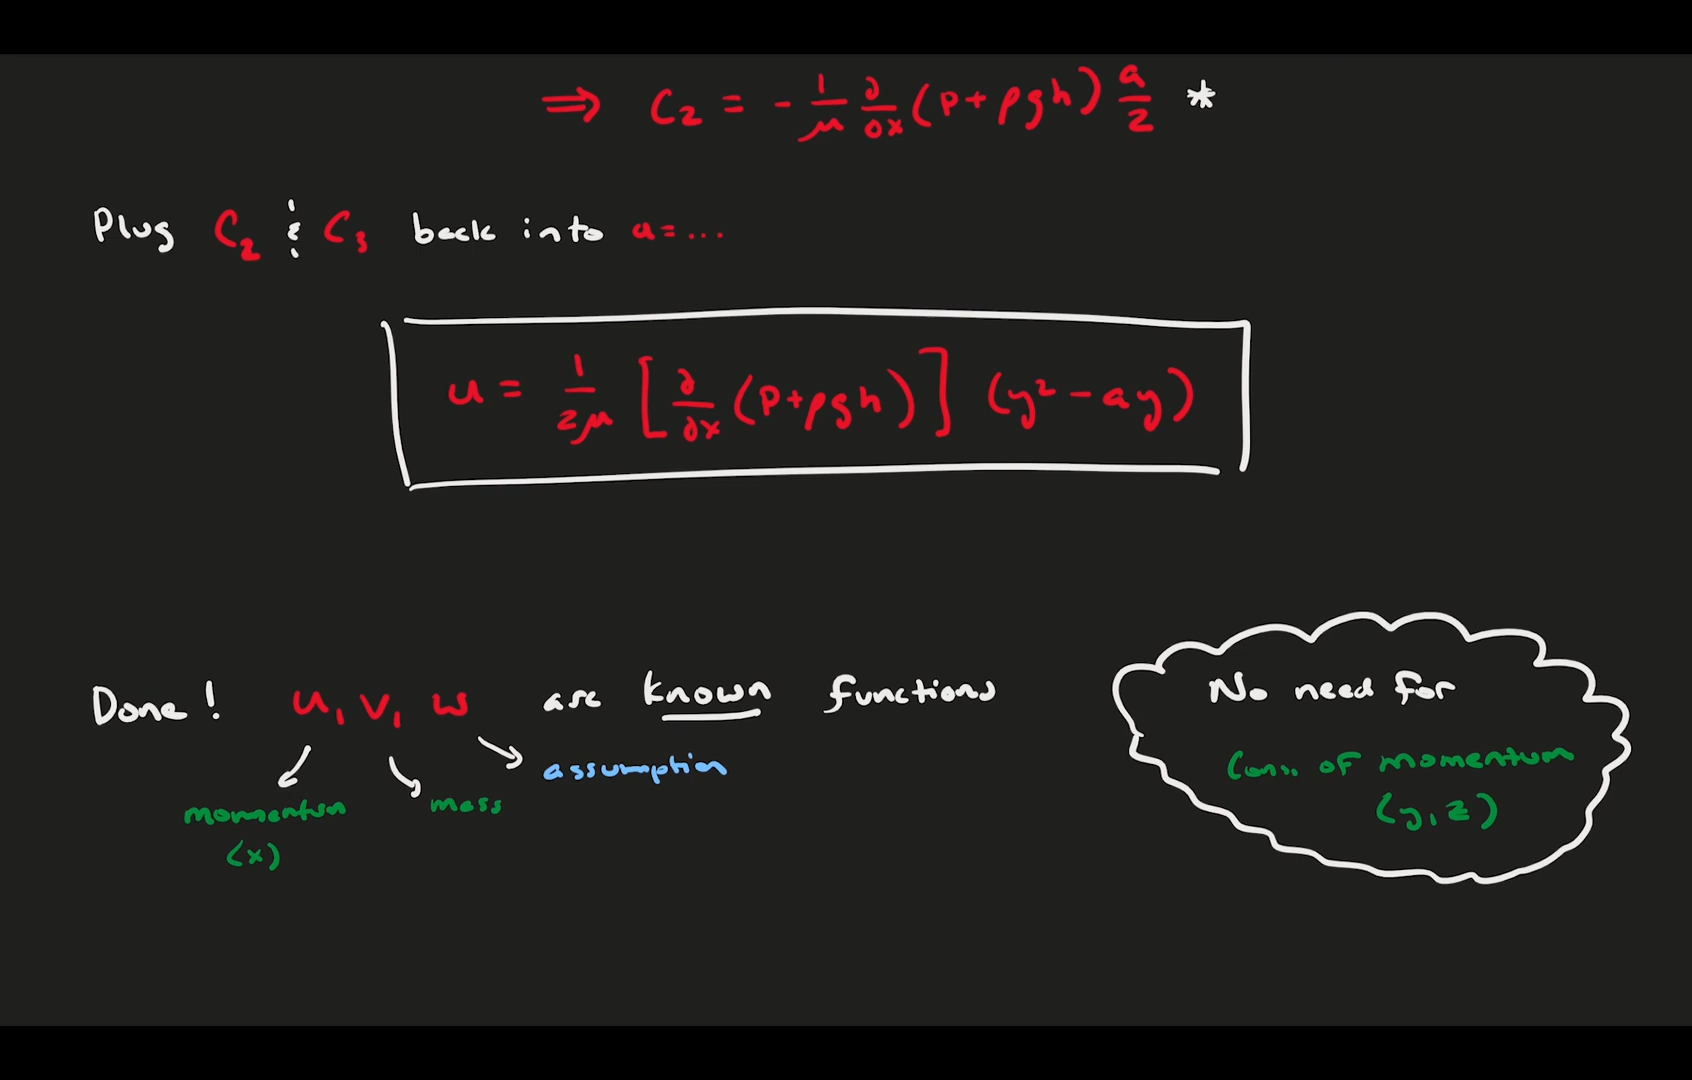 ⇒ C₂ = - 1/μ ∂/∂x (P + ρgh) a/2 *
Plug C₂ & C₃ back into u = ...
u = 1/2μ [∂/∂x (P + ρgh)] (y² - ay)
Done! u, v, w are known functions
No need for
assumption
Cons. of momentum
momentum
mass
(y, z)
(x)